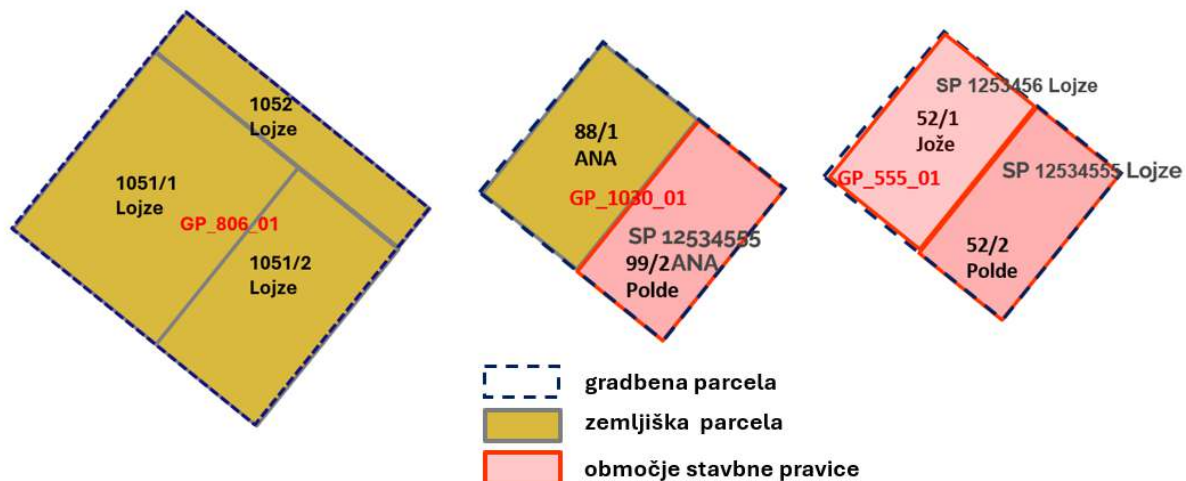 1052
Lojze
1051/1
Lojze
GP_806_01
1051/2
Lojze
88/1
ANA
GP_1030_01
SP 12534555
99/2 ANA
Polde
SP 1253456 Lojze
52/1
Jože
GP_555_01
SP 12534555 Lojze
52/2
Polde
gradbena parcela
zemljiška parcela
območje stavbne pravice